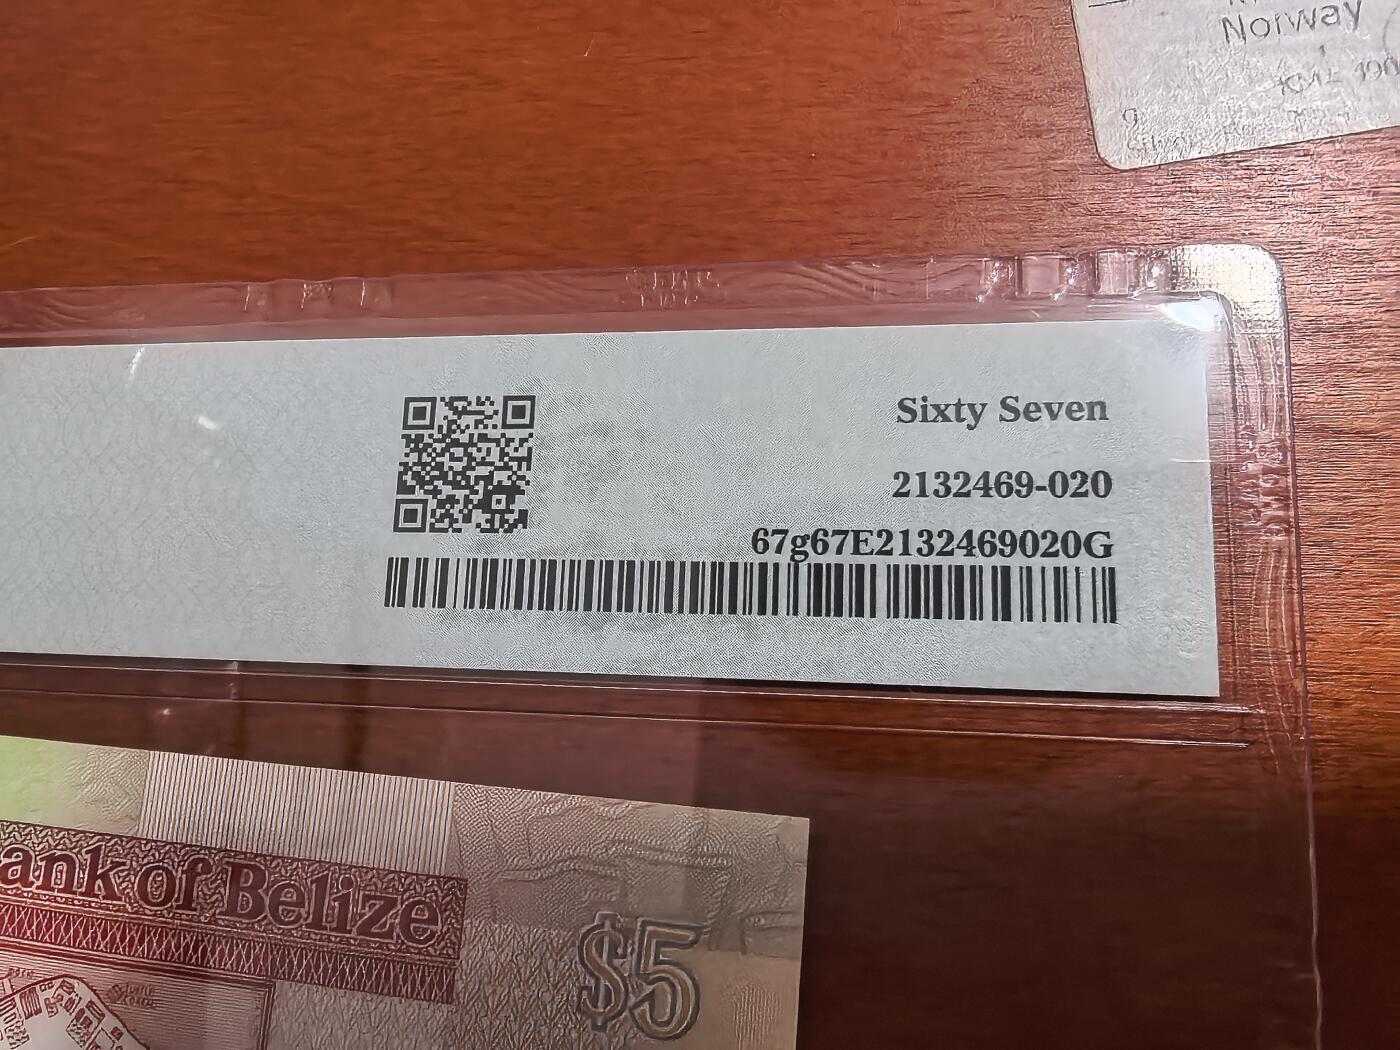 Norway
Sixty Seven
2132469-020
67g67E2132469020G
ank of Belize
$5